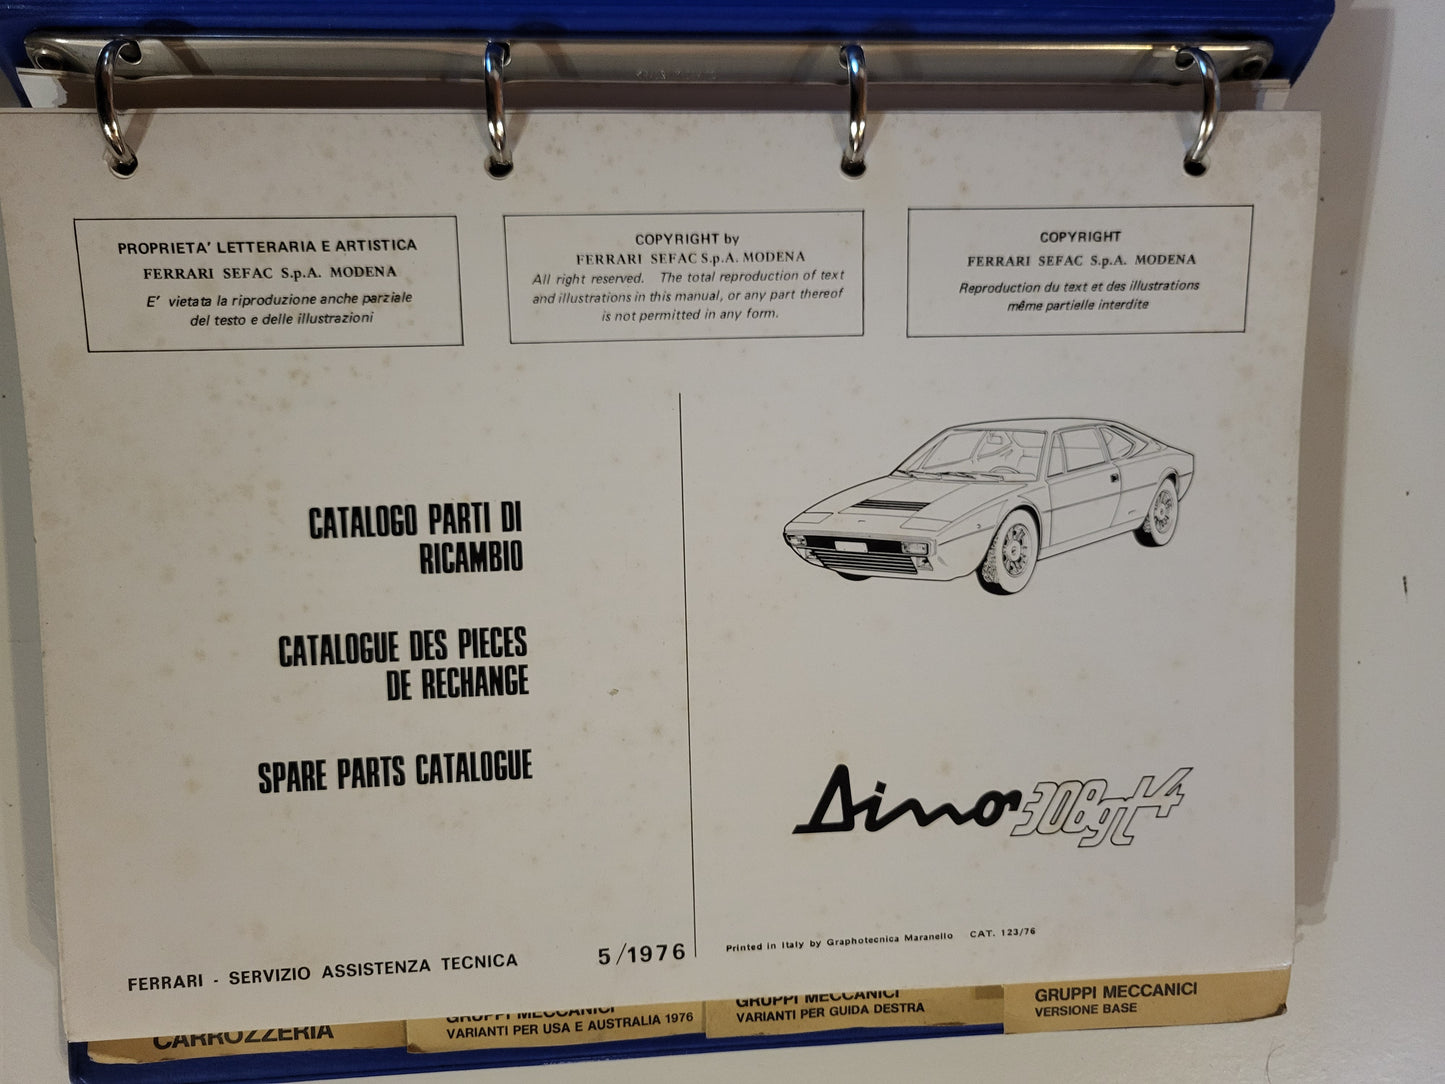 PROPRIETA' LETTERARIA E ARTISTICA
FERRARI SEFAC S.p.A. MODENA
E' vietata la riproduzione anche parziale
del testo e delle illustrazioni
COPYRIGHT by
FERRARI SEFAC S.p.A. MODENA
All right reserved. The total reproduction of text
and illustrations in this manual, or any part thereof
is not permitted in any form.
COPYRIGHT
FERRARI SEFAC S.p.A. MODENA
Reproduction du text et des illustrations
même partielle interdite
CATALOGO PARTI DI
RICAMBIO
CATALOGUE DES PIECES
DE RECHANGE
SPARE PARTS CATALOGUE
Dino 308gt4
FERRARI - SERVIZIO ASSISTENZA TECNICA
5/1976
Printed in Italy by Graphotecnica Maranello CAT. 123/76
CARROZZERIA
GRUPPI MECCANICI
VARIANTI PER USA E AUSTRALIA 1976
GRUPPI MECCANICI
VARIANTI PER GUIDA DESTRA
GRUPPI MECCANICI
VERSIONE BASE